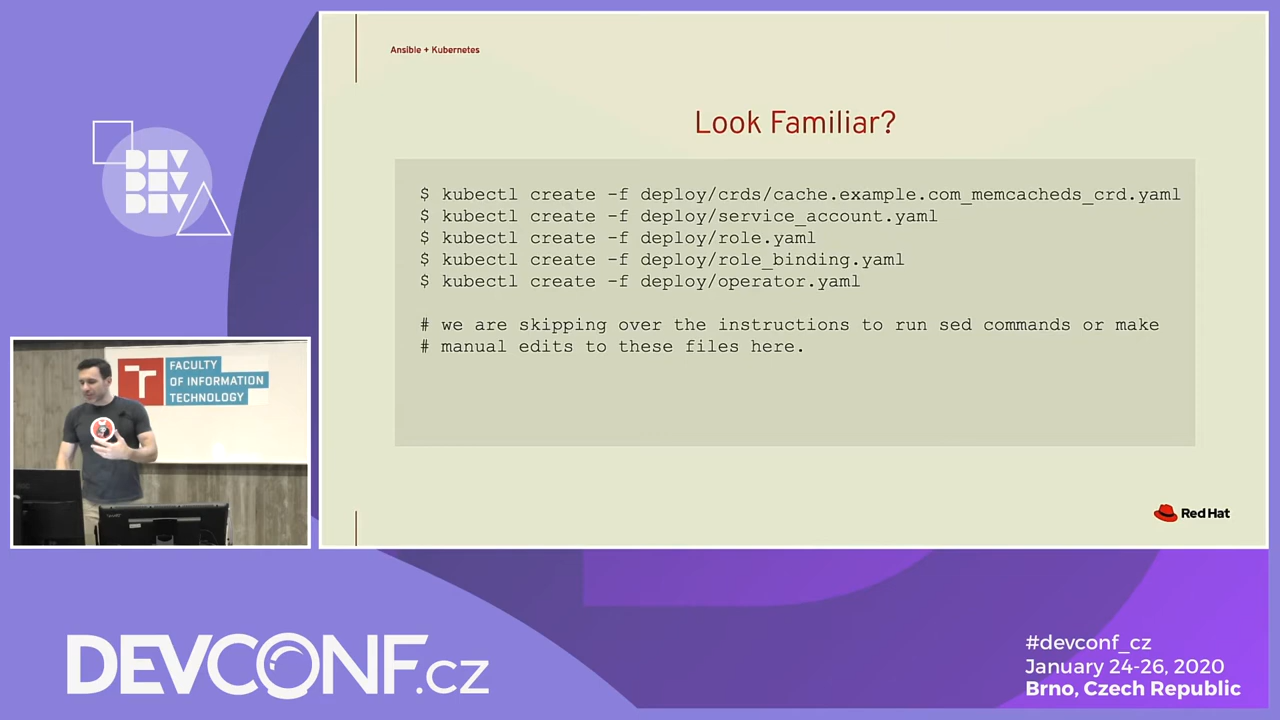 Ansible + Kubernetes
Look Familiar?
$ kubectl create -f deploy/crds/cache.example.com_memcacheds_crd.yaml
$ kubectl create -f deploy/service_account.yaml
$ kubectl create -f deploy/role.yaml
$ kubectl create -f deploy/role_binding.yaml
$ kubectl create -f deploy/operator.yaml
# we are skipping over the instructions to run sed commands or make
# manual edits to these files here.
Red Hat
DEV
DEV
DEV
T
FACULTY
OF INFORMATION
TECHNOLOGY
DEVCONF.cz
#devconf_cz
January 24-26, 2020
Brno, Czech Republic